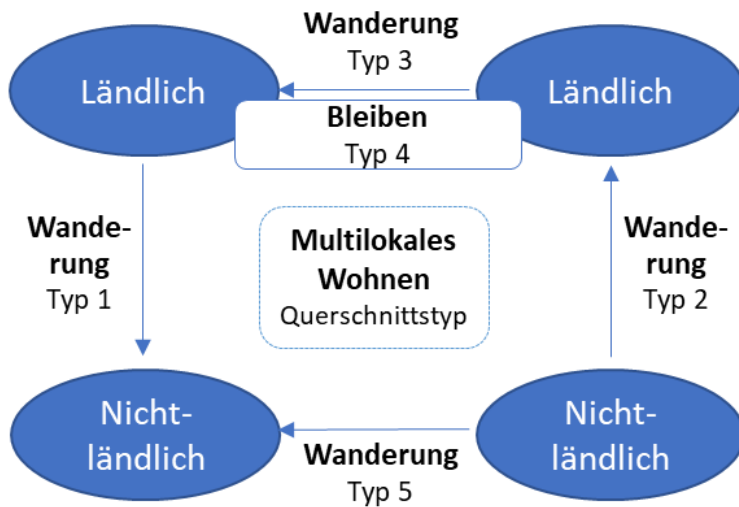 Wanderung
Typ 3
Ländlich
Ländlich
Bleiben
Typ 4
Wande-
rung
Typ 1
Multilokales
Wohnen
Querschnittstyp
Wande-
rung
Typ 2
Nicht-
ländlich
Nicht-
ländlich
Wanderung
Typ 5